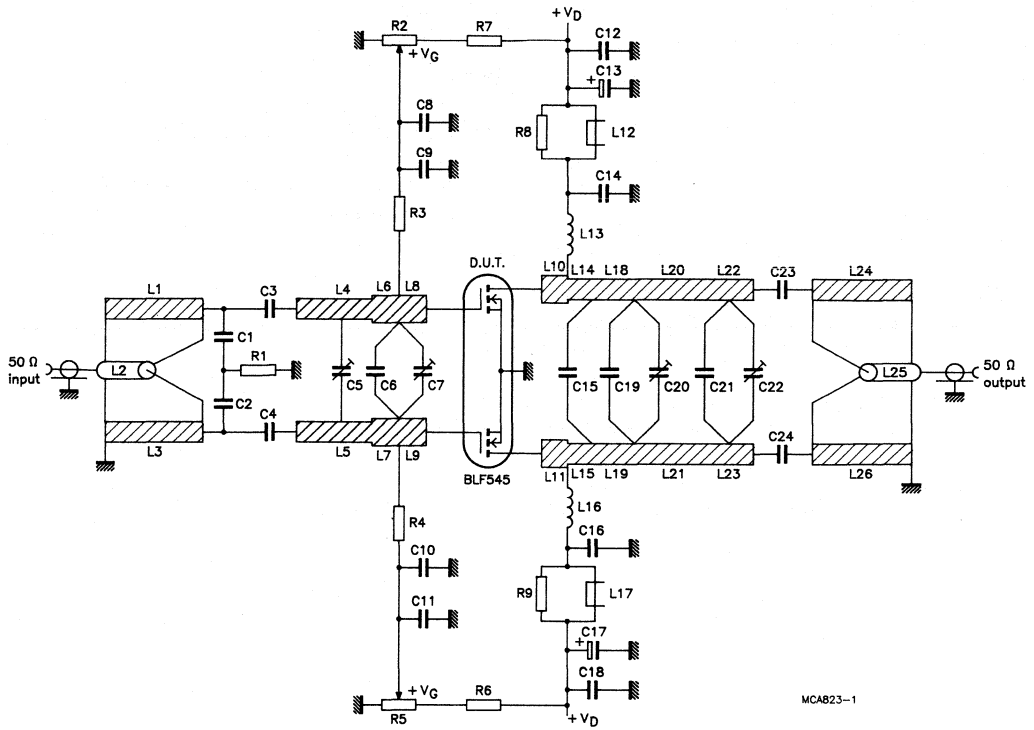 +VD
R2
R7
C12
+VG
C13
+
C8
R8
L12
C9
C14
R3
L13
D.U.T.
L10
L1
C3
L4
L6
L8
L14
L18
L20
L22
C23
L24
C1
50 Ω
input
L2
R1
C5
C6
C7
C15
C19
C20
C21
C22
L25
50 Ω
output
C2
C4
C24
L3
L5
L7
L9
BLF545
L11
L15
L19
L21
L23
L26
L16
R4
C16
C10
R9
L17
C11
C17
+
C18
+VG
R6
R5
+VD
MCA823-1